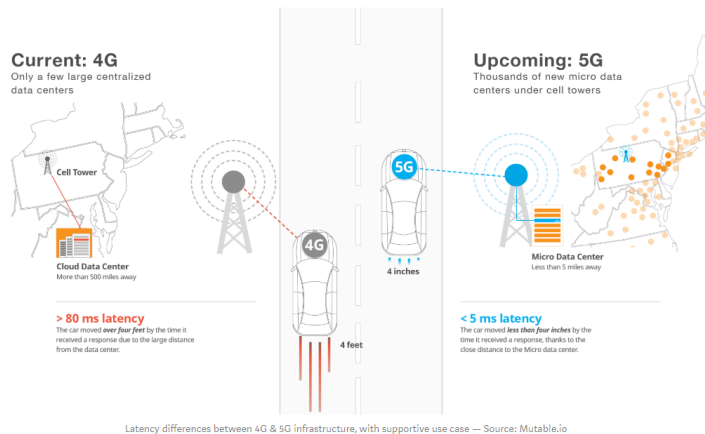 Current: 4G
Only a few large centralized
data centers
Cell Tower
Cloud Data Center
More than 500 miles away
> 80 ms latency
The car moved over four feet by the time it
received a response due to the large distance
from the data center.
4G
4 feet
5G
4 inches
Upcoming: 5G
Thousands of new micro data
centers under cell towers
Micro Data Center
Less than 5 miles away
< 5 ms latency
The car moved less than four inches by the
time it received a response, thanks to the
close distance to the Micro data center.
Latency differences between 4G & 5G infrastructure, with supportive use case — Source: Mutable.io